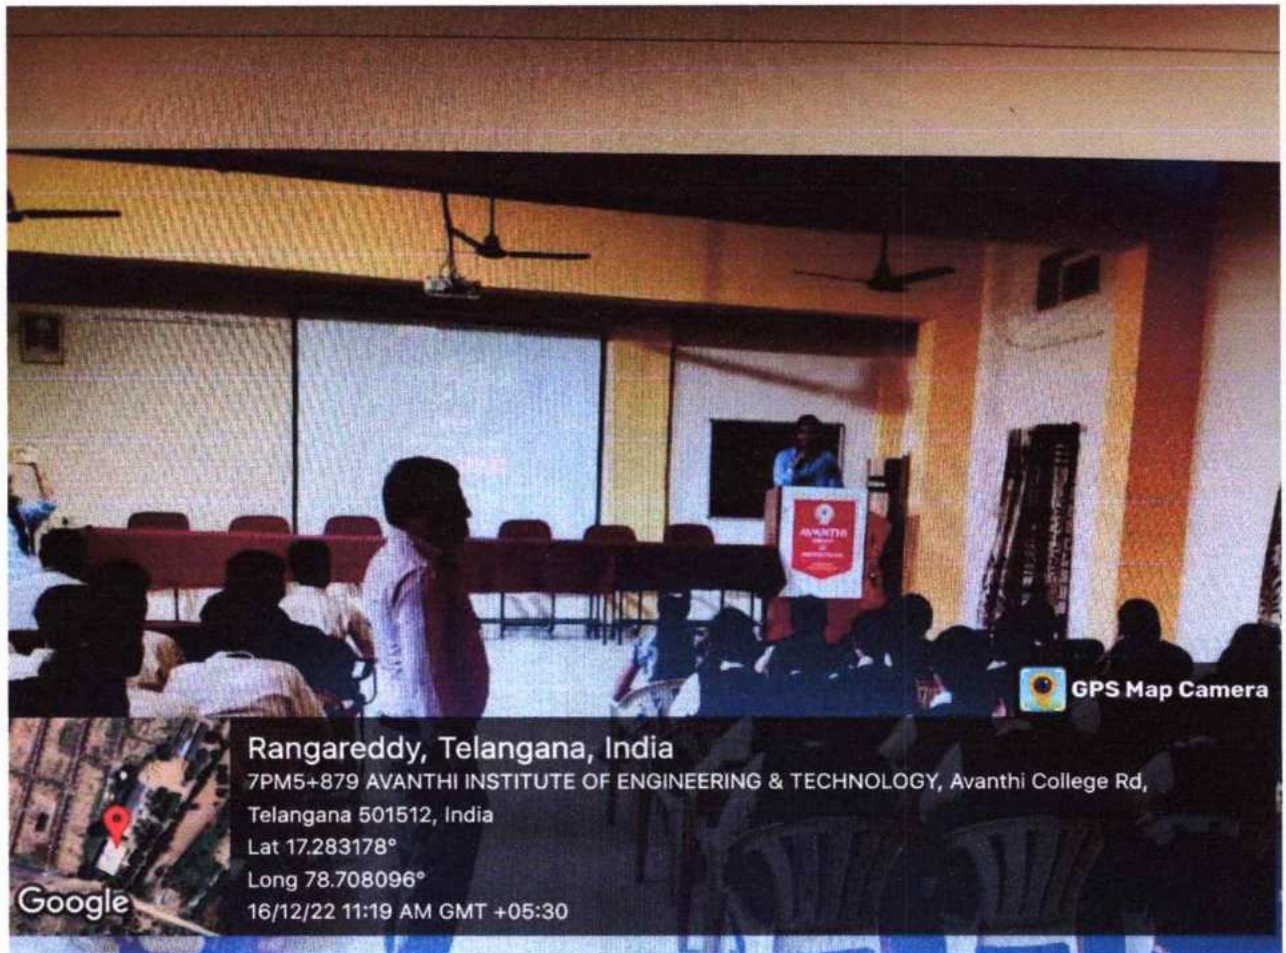 AVANTHI
GPS Map Camera
Rangareddy, Telangana, India
7PM5+879 AVANTHI INSTITUTE OF ENGINEERING & TECHNOLOGY, Avanthi College Rd,
Telangana 501512, India
Lat 17.283178°
Long 78.708096°
16/12/22 11:19 AM GMT +05:30
Google